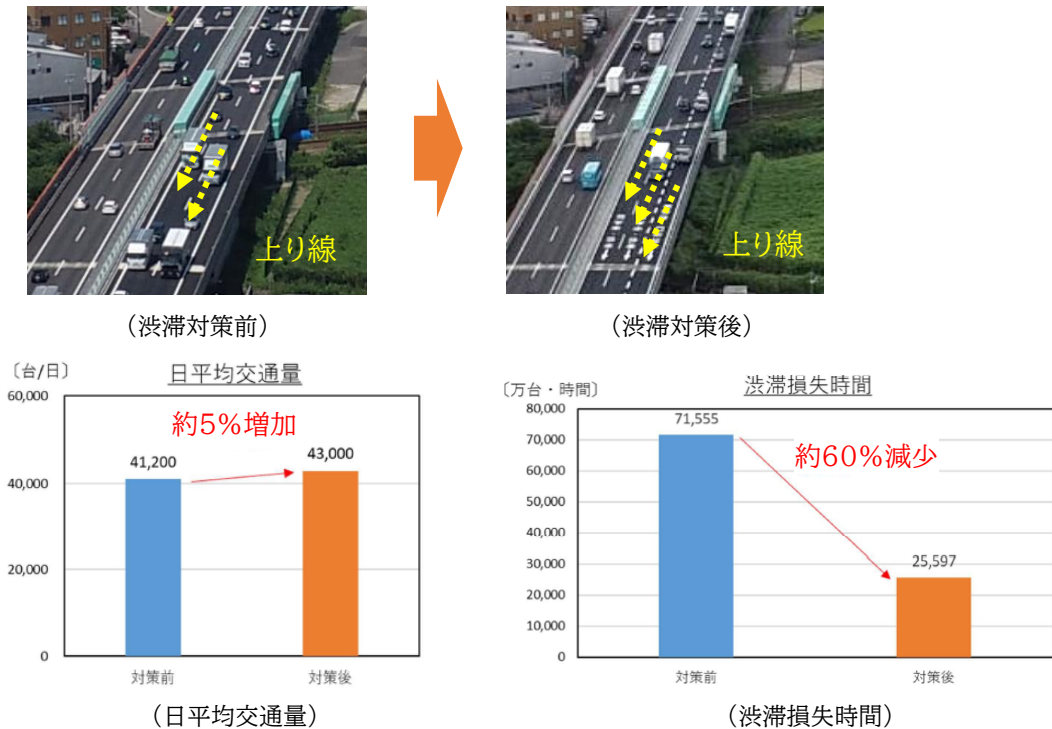 上り線
上り線
（渋滞対策前）
（渋滞対策後）
〔台/日〕
日平均交通量
60,000
40,000
20,000
0
約5%増加
41,200
43,000
対策前
対策後
（日平均交通量）
〔万台・時間〕
渋滞損失時間
80,000
70,000
60,000
50,000
40,000
30,000
20,000
10,000
0
71,555
約60%減少
25,597
対策前
対策後
（渋滞損失時間）